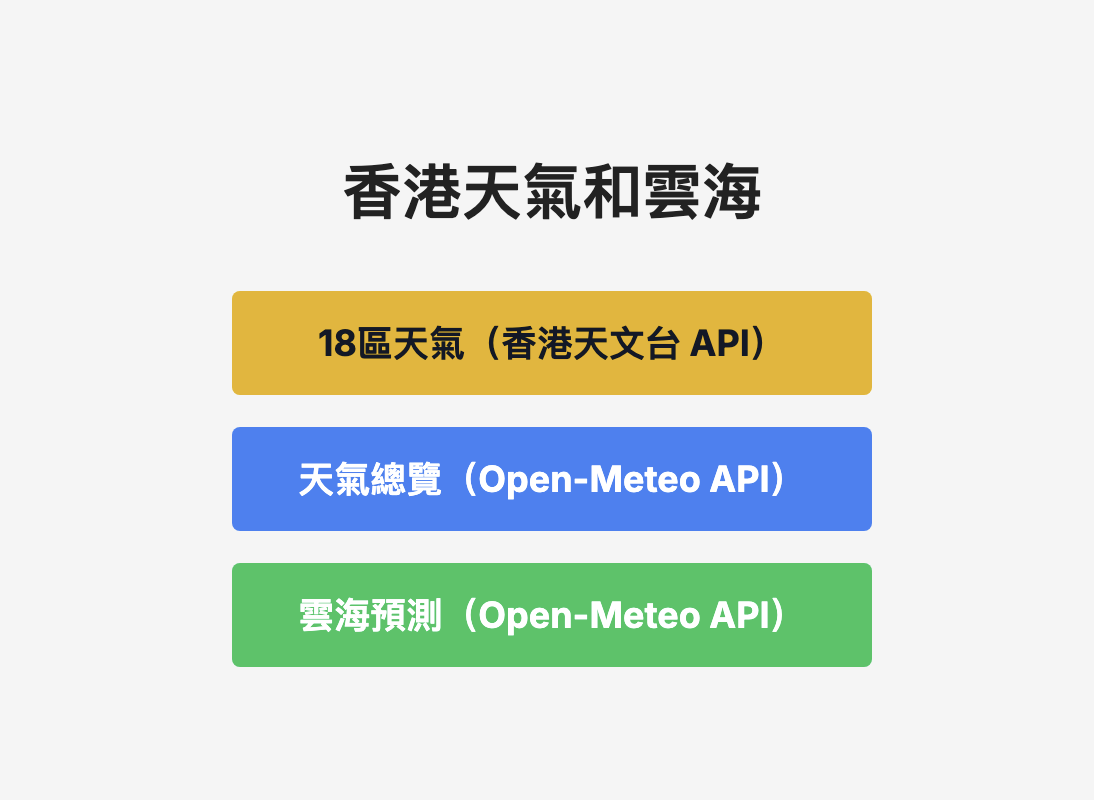 香港天氣和雲海
18區天氣（香港天文台 API）
天氣總覽（Open-Meteo API）
雲海預測（Open-Meteo API）